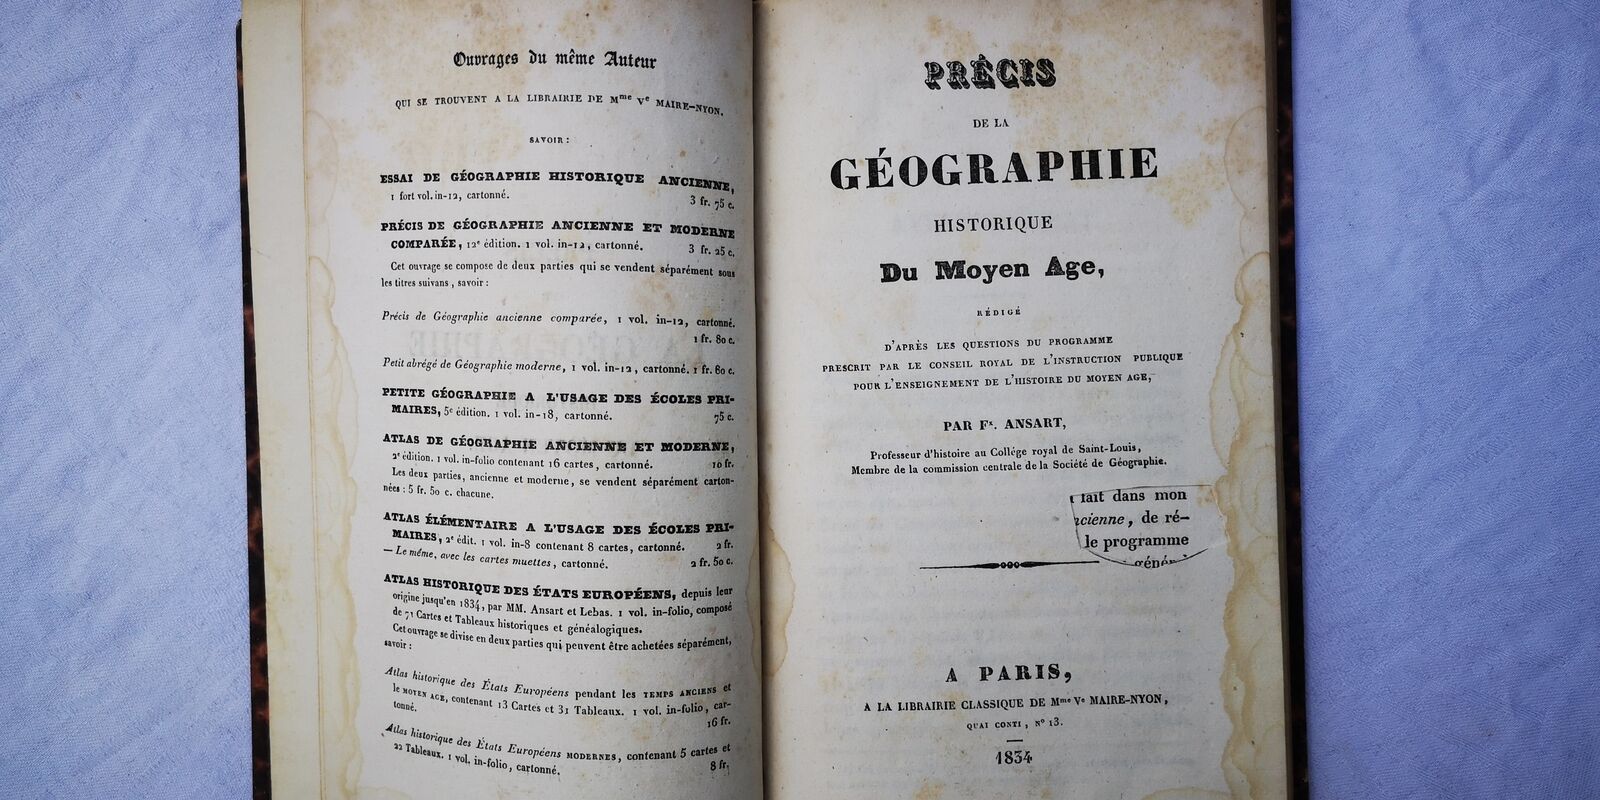 Ouvrages du même Auteur
QUI SE TROUVENT A LA LIBRAIRIE DE Mme Ve MAIRE-NYON,
SAVOIR :
ESSAI DE GÉOGRAPHIE HISTORIQUE ANCIENNE,
1 fort vol. in-12, cartonné. 3 fr. 75 c.
PRÉCIS DE GÉOGRAPHIE ANCIENNE ET MODERNE
COMPARÉE, 12e édition. 1 vol. in-12, cartonné. 3 fr. 25 c.
Cet ouvrage se compose de deux parties qui se vendent séparément sous
les titres suivans, savoir :
Précis de Géographie ancienne comparée, 1 vol. in-12, cartonné.
1 fr. 80 c.
Petit abrégé de Géographie moderne, 1 vol. in-12, cartonné. 1 fr. 60 c.
PETITE GÉOGRAPHIE A L'USAGE DES ÉCOLES PRI-
MAIRES, 5e édition. 1 vol. in-18, cartonné. 75 c.
ATLAS DE GÉOGRAPHIE ANCIENNE ET MODERNE,
2e édition. 1 vol. in-folio contenant 16 cartes, cartonné. 10 fr.
Les deux parties, ancienne et moderne, se vendent séparément carton-
nées : 5 fr. 50 c. chacune.
ATLAS ÉLÉMENTAIRE A L'USAGE DES ÉCOLES PRI-
MAIRES, 2e édit. 1 vol. in-8 contenant 8 cartes, cartonné. 2 fr.
— Le même, avec les cartes muettes, cartonné. 2 fr. 50 c.
ATLAS HISTORIQUE DES ÉTATS EUROPÉENS, depuis leur
origine jusqu'en 1834, par MM. Ansart et Lebas. 1 vol. in-folio, composé
de 71 Cartes et Tableaux historiques et généalogiques.
Cet ouvrage se divise en deux parties qui peuvent être achetées séparément,
savoir :
Atlas historique des États Européens pendant les TEMPS ANCIENS et
le MOYEN AGE, contenant 13 Cartes et 31 Tableaux. 1 vol. in-folio, car-
tonné. 16 fr.
Atlas historique des États Européens MODERNES, contenant 5 cartes et
22 Tableaux. 1 vol. in-folio, cartonné. 8 fr.
PRÉCIS
DE LA
GÉOGRAPHIE
HISTORIQUE
Du Moyen Age,
RÉDIGÉ
D'APRÈS LES QUESTIONS DU PROGRAMME
PRESCRIT PAR LE CONSEIL ROYAL DE L'INSTRUCTION PUBLIQUE
POUR L'ENSEIGNEMENT DE L'HISTOIRE DU MOYEN AGE,
PAR Fx. ANSART,
Professeur d'histoire au Collége royal de Saint-Louis,
Membre de la commission centrale de la Société de Géographie.
fait dans mon
cienne, de ré-
le programme
génér
A PARIS,
A LA LIBRAIRIE CLASSIQUE DE Mme Ve MAIRE-NYON,
QUAI CONTI, N° 13.
1834